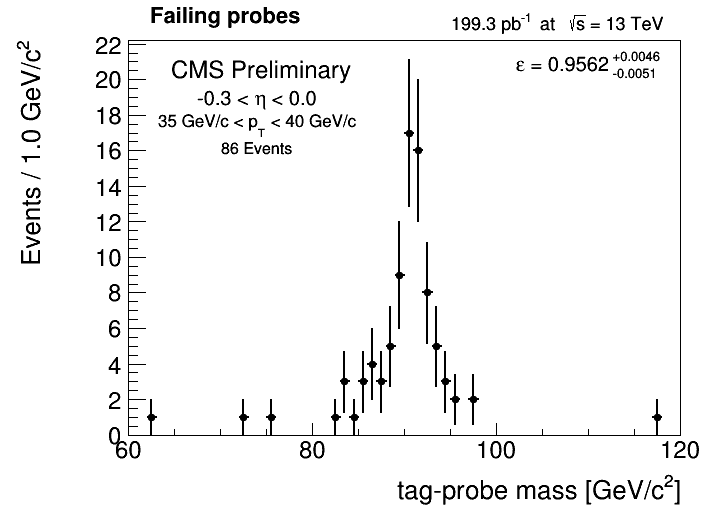 Failing probes
199.3 pb⁻¹ at √s = 13 TeV
CMS Preliminary
ε = 0.9562 +0.0046 -0.0051
-0.3 < η < 0.0
35 GeV/c < p_T < 40 GeV/c
86 Events
Events / 1.0 GeV/c²
22
20
18
16
14
12
10
8
6
4
2
0
60 80 100 120
tag-probe mass [GeV/c²]